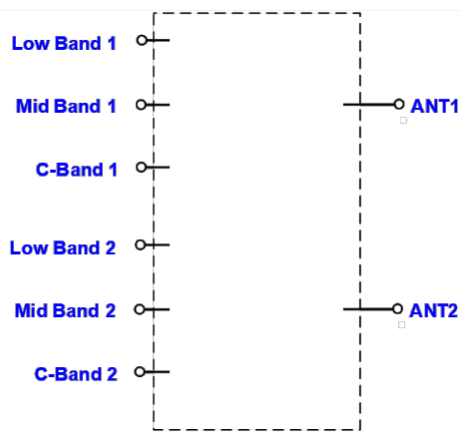 Low Band 1
Mid Band 1
ANT1
C-Band 1
Low Band 2
Mid Band 2
ANT2
C-Band 2